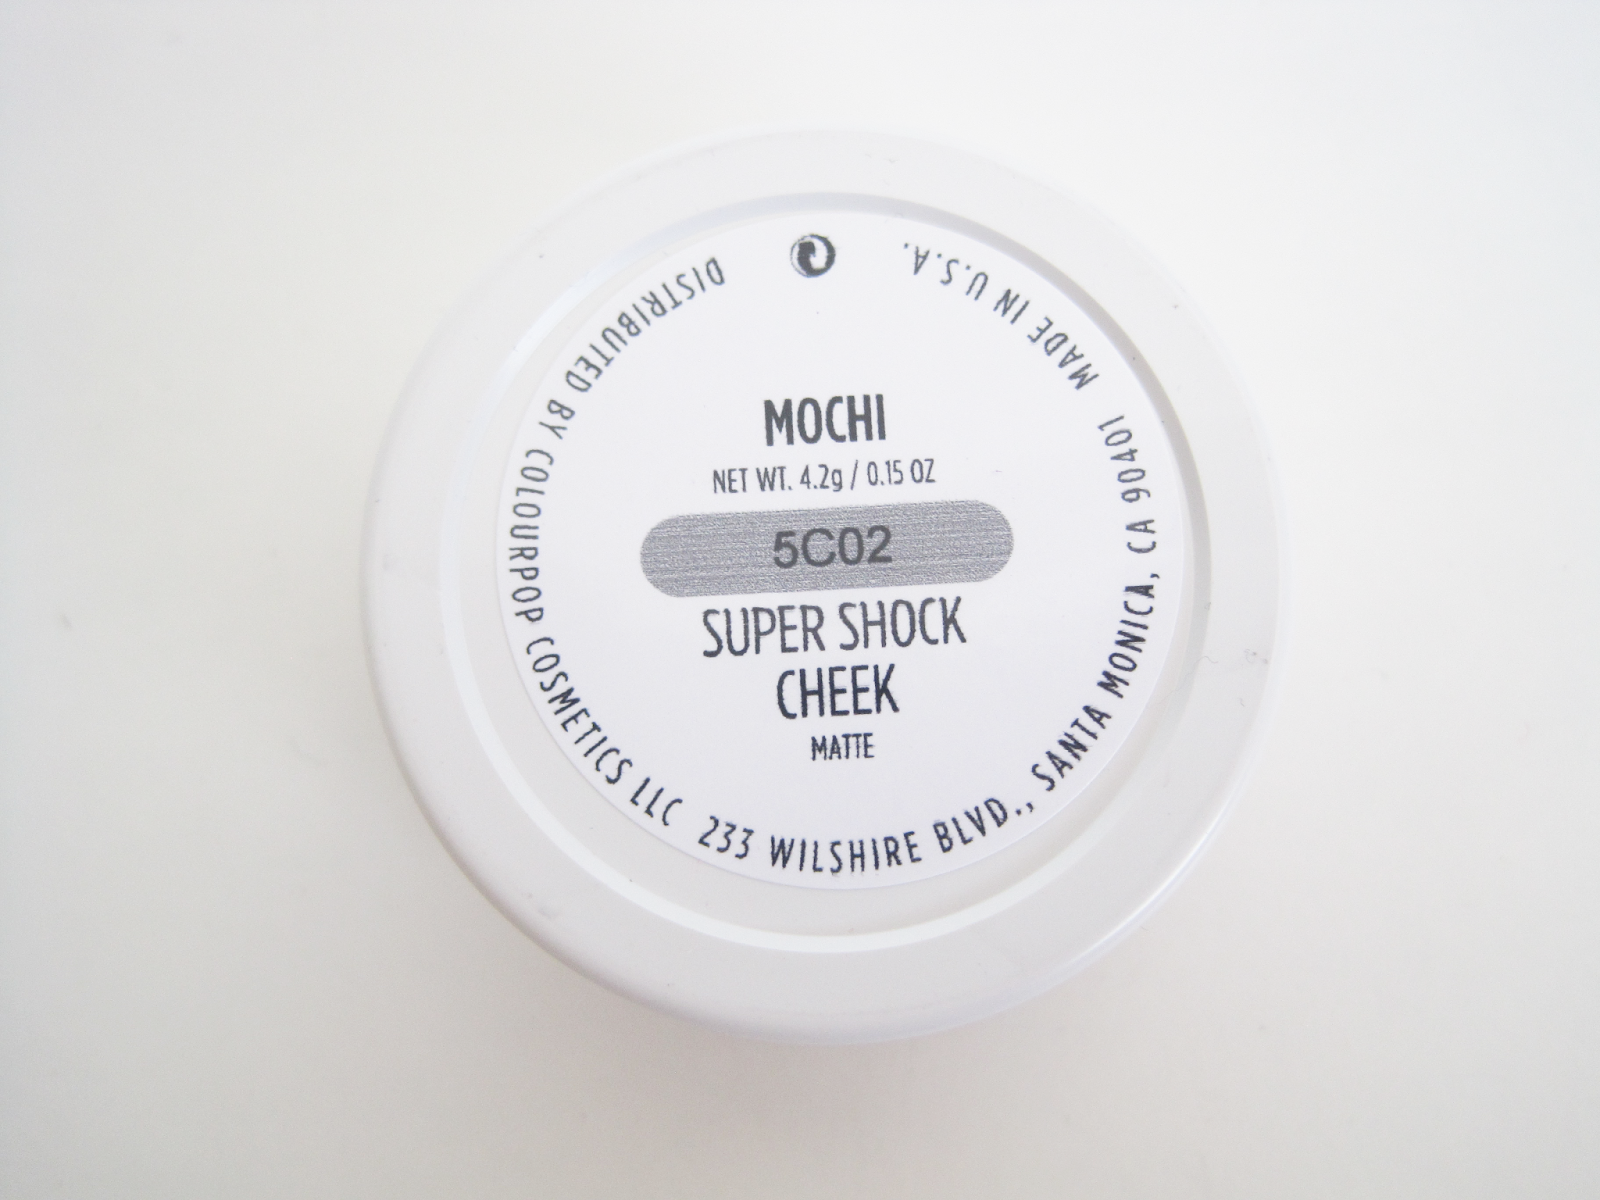 MOCHI
NET WT. 4.2g / 0.15 OZ
5C02
SUPER SHOCK
CHEEK
MATTE
DISTRIBUTED BY COLOURPOP COSMETICS LLC 233 WILSHIRE BLVD., SANTA MONICA, CA 90401 MADE IN U.S.A.